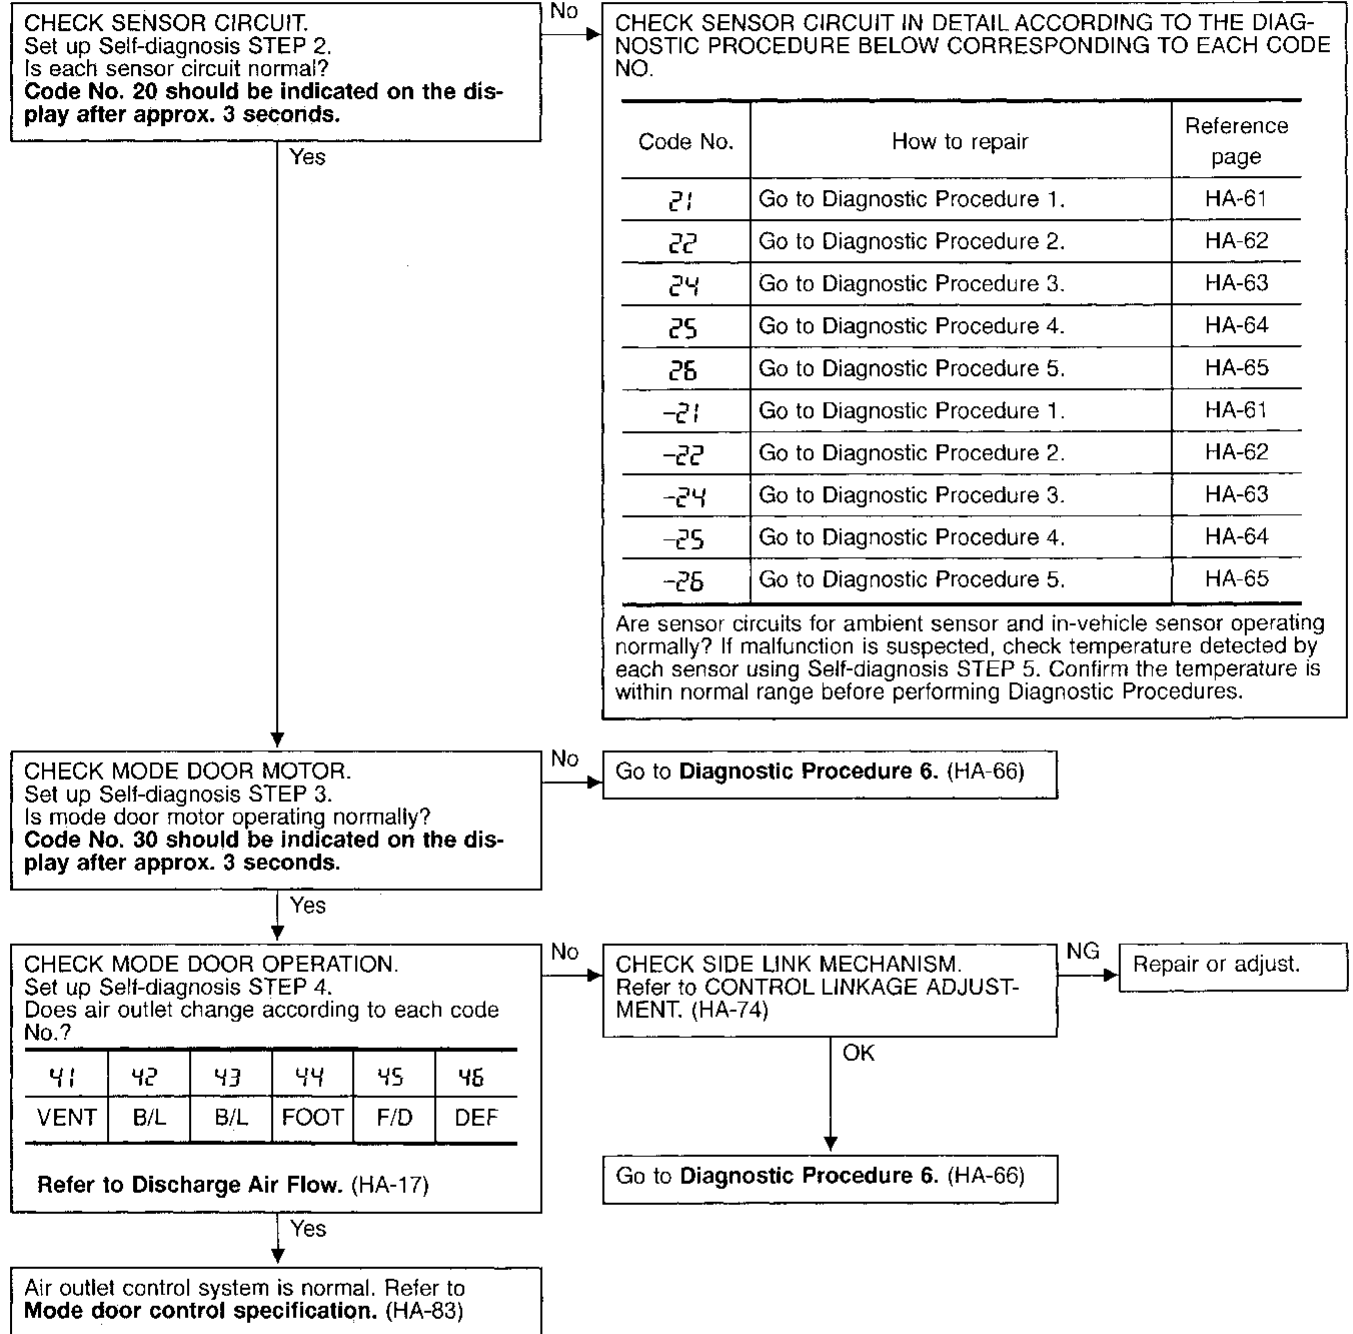 CHECK SENSOR CIRCUIT.
Set up Self-diagnosis STEP 2.
Is each sensor circuit normal?
Code No. 20 should be indicated on the dis-
play after approx. 3 seconds.
No
Yes
CHECK SENSOR CIRCUIT IN DETAIL ACCORDING TO THE DIAG-
NOSTIC PROCEDURE BELOW CORRESPONDING TO EACH CODE
NO.
Code No. How to repair Reference page
21 Go to Diagnostic Procedure 1. HA-61
22 Go to Diagnostic Procedure 2. HA-62
24 Go to Diagnostic Procedure 3. HA-63
25 Go to Diagnostic Procedure 4. HA-64
26 Go to Diagnostic Procedure 5. HA-65
-21 Go to Diagnostic Procedure 1. HA-61
-22 Go to Diagnostic Procedure 2. HA-62
-24 Go to Diagnostic Procedure 3. HA-63
-25 Go to Diagnostic Procedure 4. HA-64
-26 Go to Diagnostic Procedure 5. HA-65
Are sensor circuits for ambient sensor and in-vehicle sensor operating
normally? If malfunction is suspected, check temperature detected by
each sensor using Self-diagnosis STEP 5. Confirm the temperature is
within normal range before performing Diagnostic Procedures.
CHECK MODE DOOR MOTOR.
Set up Self-diagnosis STEP 3.
Is mode door motor operating normally?
Code No. 30 should be indicated on the dis-
play after approx. 3 seconds.
No
Go to Diagnostic Procedure 6. (HA-66)
Yes
CHECK MODE DOOR OPERATION.
Set up Self-diagnosis STEP 4.
Does air outlet change according to each code
No.?
41 42 43 44 45 46
VENT B/L B/L FOOT F/D DEF
Refer to Discharge Air Flow. (HA-17)
No
CHECK SIDE LINK MECHANISM.
Refer to CONTROL LINKAGE ADJUST-
MENT. (HA-74)
NG
Repair or adjust.
OK
Go to Diagnostic Procedure 6. (HA-66)
Yes
Air outlet control system is normal. Refer to
Mode door control specification. (HA-83)